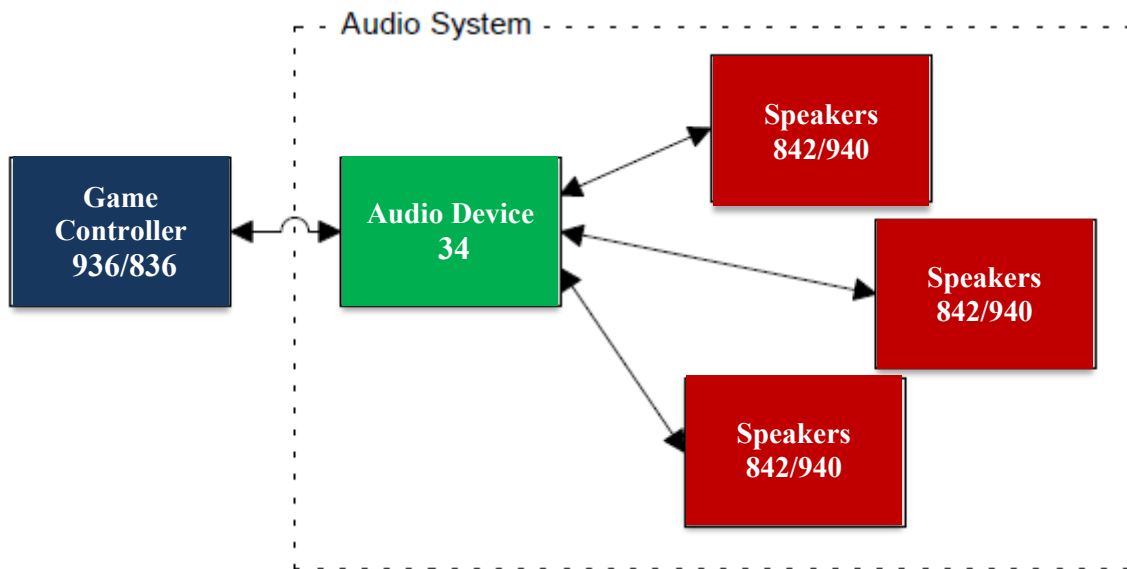 Audio System
Speakers
842/940
Game
Controller
936/836
Audio Device
34
Speakers
842/940
Speakers
842/940